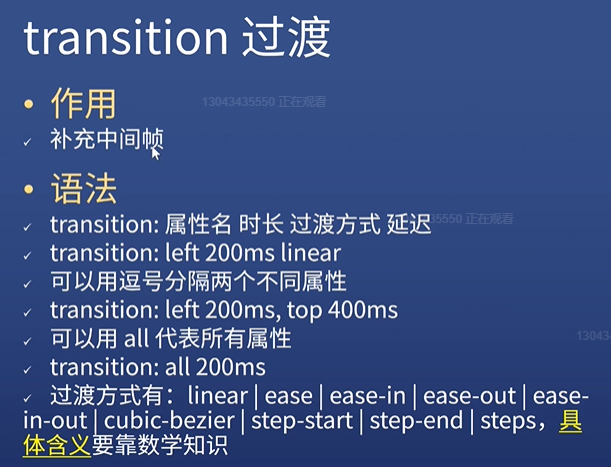 transition 过渡
• 作用
13043435550 正在观看
✓ 补充中间帧
• 语法
✓ transition: 属性名 时长 过渡方式 延迟
35550 正在观看
✓ transition: left 200ms linear
✓ 可以用逗号分隔两个不同属性
✓ transition: left 200ms, top 400ms
✓ 可以用 all 代表所有属性
13043
✓ transition: all 200ms
✓ 过渡方式有：linear | ease | ease-in | ease-out | ease-
in-out | cubic-bezier | step-start | step-end | steps，具
体含义要靠数学知识